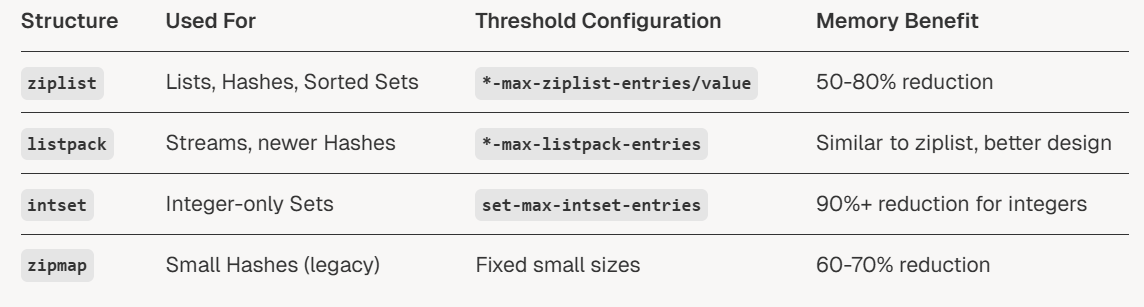 Structure Used For Threshold Configuration Memory Benefit
ziplist Lists, Hashes, Sorted Sets *-max-ziplist-entries/value 50-80% reduction
listpack Streams, newer Hashes *-max-listpack-entries Similar to ziplist, better design
intset Integer-only Sets set-max-intset-entries 90%+ reduction for integers
zipmap Small Hashes (legacy) Fixed small sizes 60-70% reduction